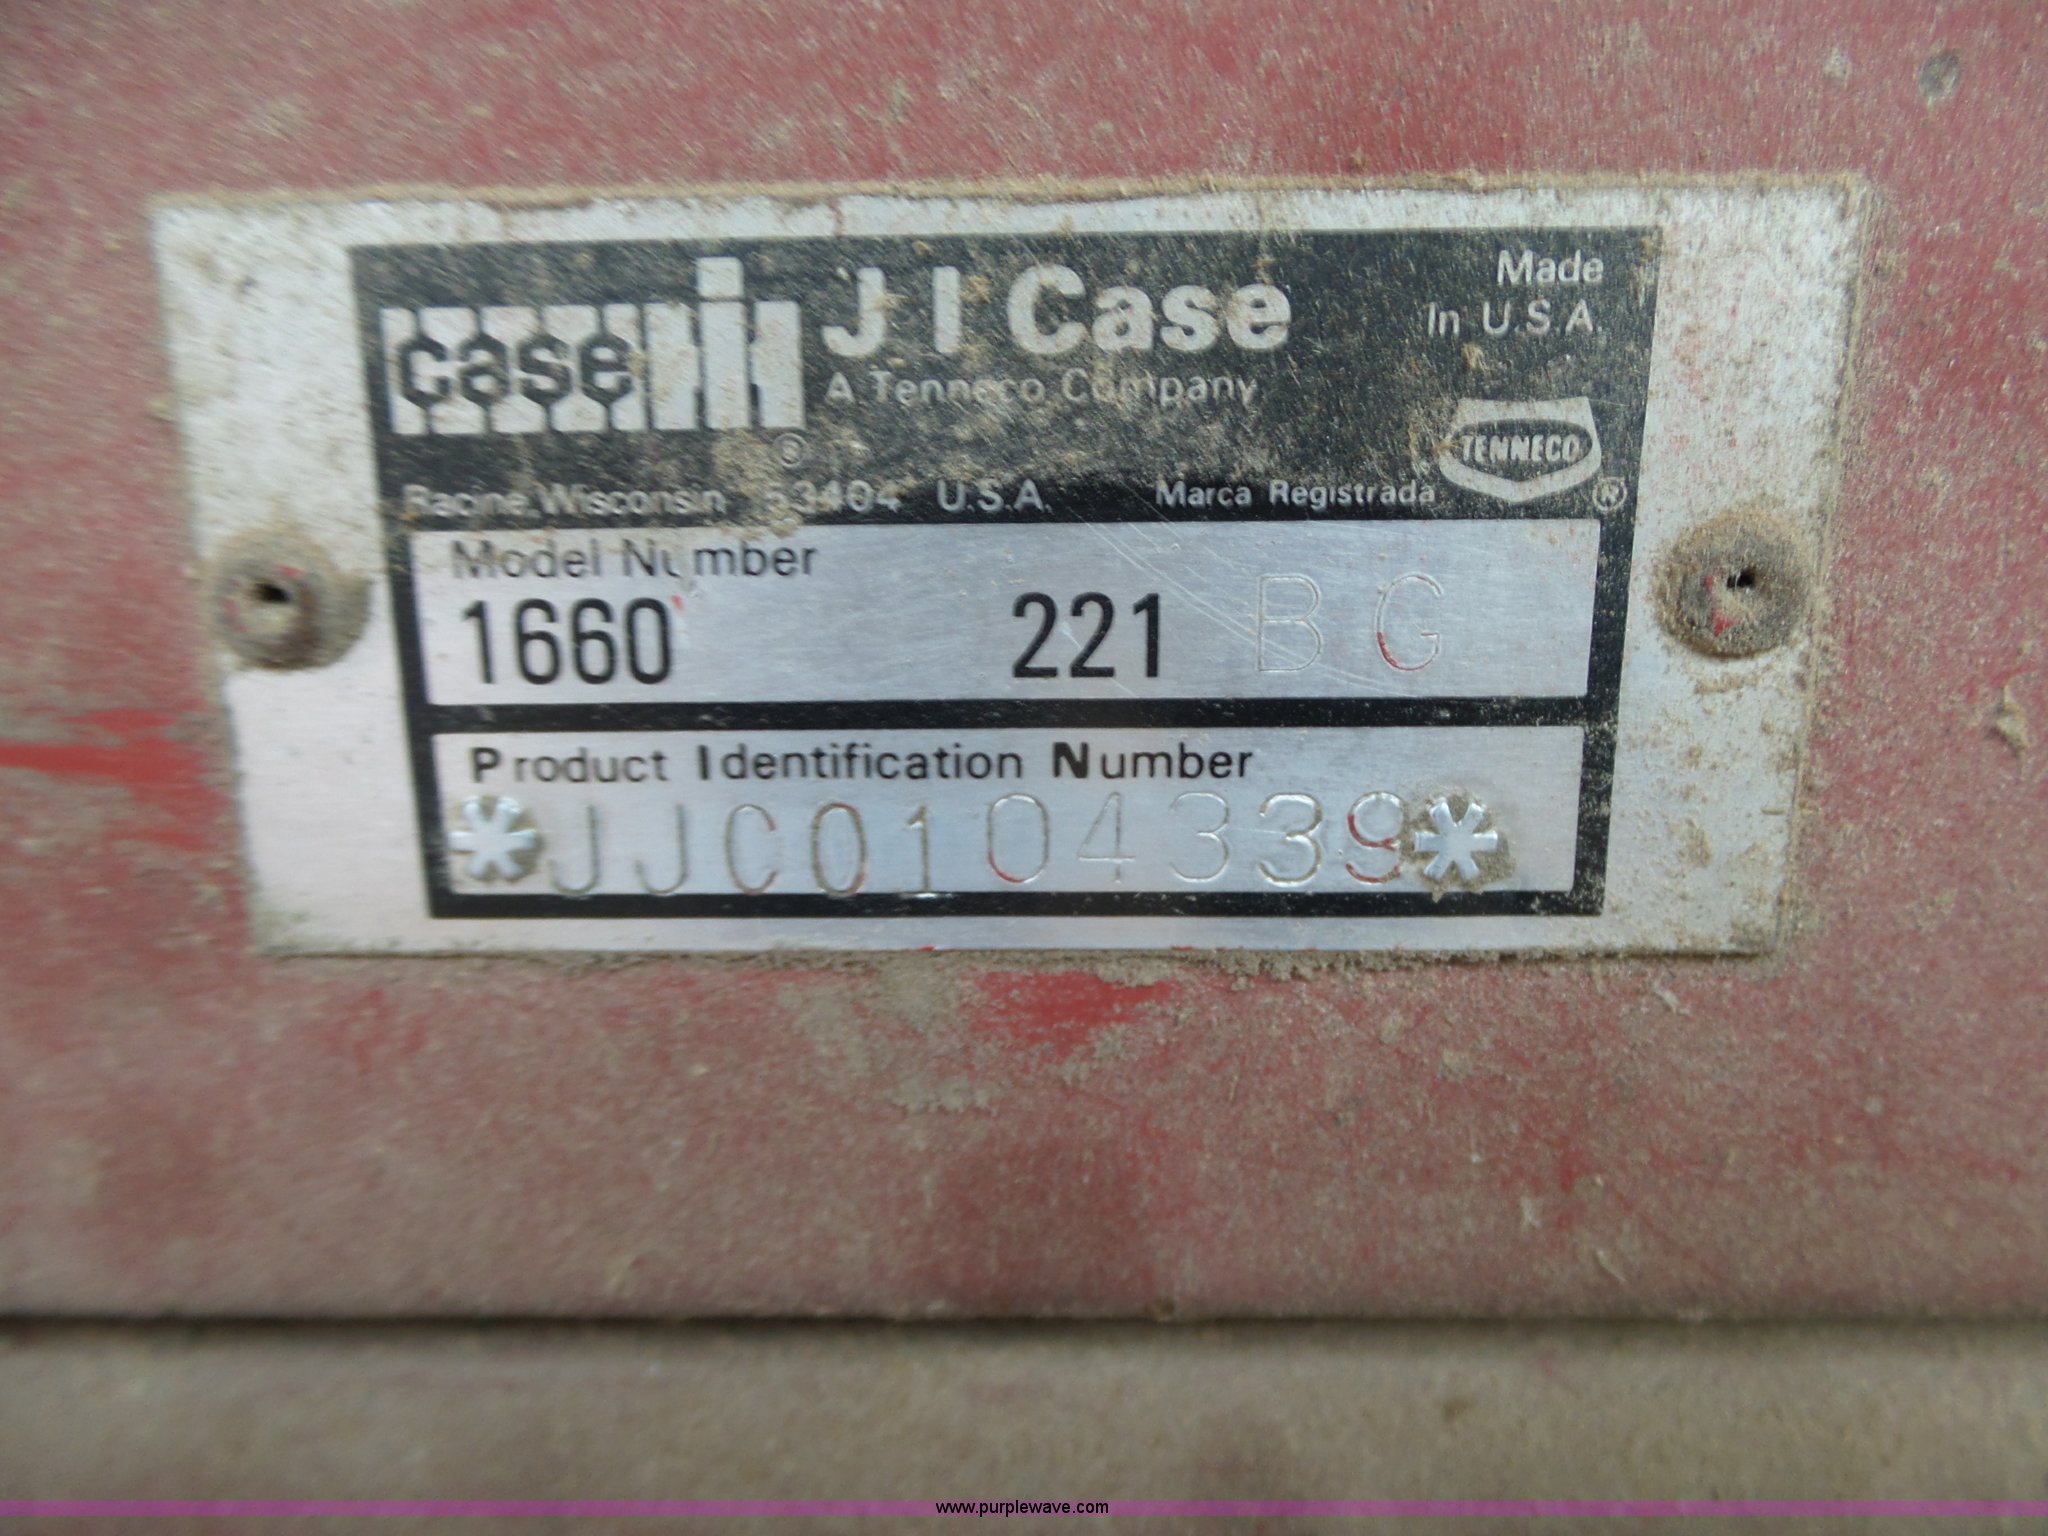 case IH ®
J I Case
A Tenneco Company
Made
In U.S.A.
TENNECO ®
Racine, Wisconsin 53404 U.S.A.
Marca Registrada
Model Number
1660 221 BG
Product Identification Number
*JJC0104339*
www.purplewave.com